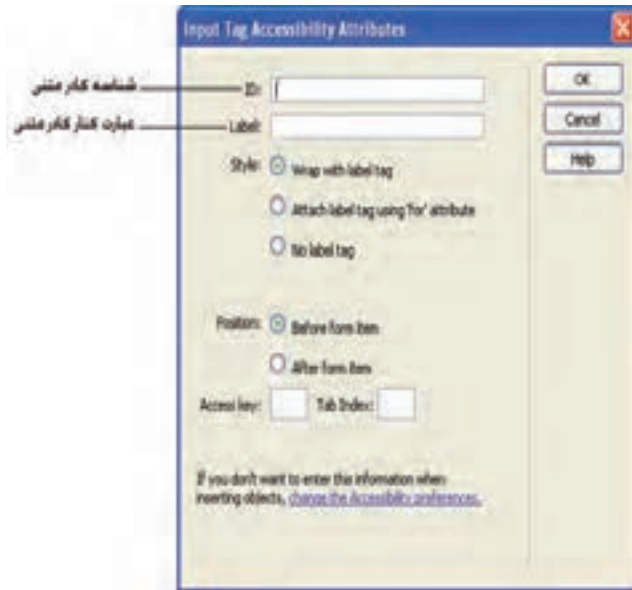 Input Tag Accessibility Attributes
شناسه کادر متنی
ID:
OK
عبارت کنار کادر متنی
Label:
Cancel
Style:
Wrap with label tag
Help
Attach label tag using 'for' attribute
No label tag
Position:
Before form item
After form item
Access key:
Tab Index:
If you don't want to enter this information when
inserting objects, change the Accessibility preferences.